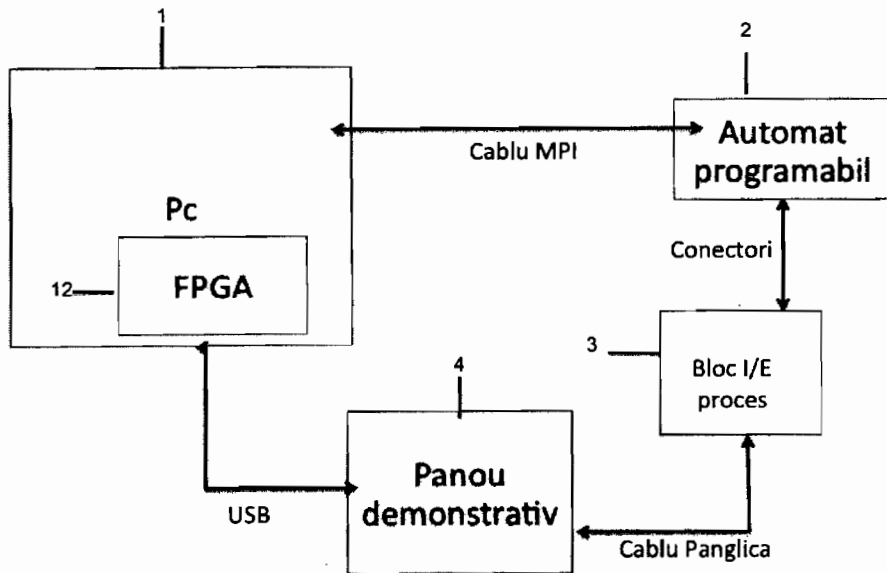 1
2
Automat
programabil
Cablu MPI
Pc
Conectori
12
FPGA
3
Bloc I/E
proces
4
Panou
demonstrativ
USB
Cablu Panglica